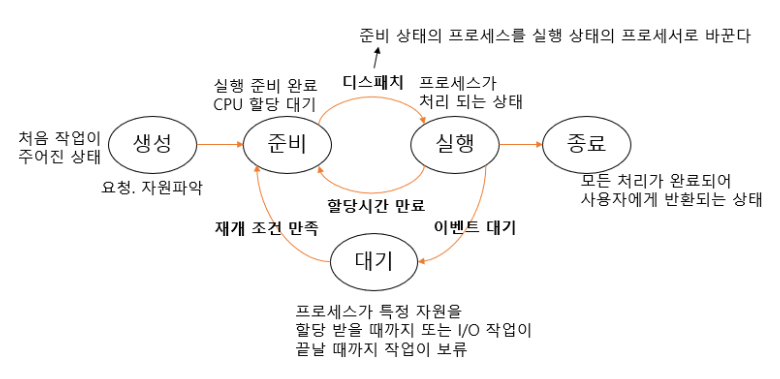 준비 상태의 프로세스를 실행 상태의 프로세서로 바꾼다
실행 준비 완료
CPU 할당 대기
디스패치
프로세스가
처리 되는 상태
처음 작업이
주어진 상태
생성
준비
실행
종료
요청. 자원파악
모든 처리가 완료되어
사용자에게 반환되는 상태
할당시간 만료
재개 조건 만족
이벤트 대기
대기
프로세스가 특정 자원을
할당 받을 때까지 또는 I/O 작업이
끝날 때까지 작업이 보류